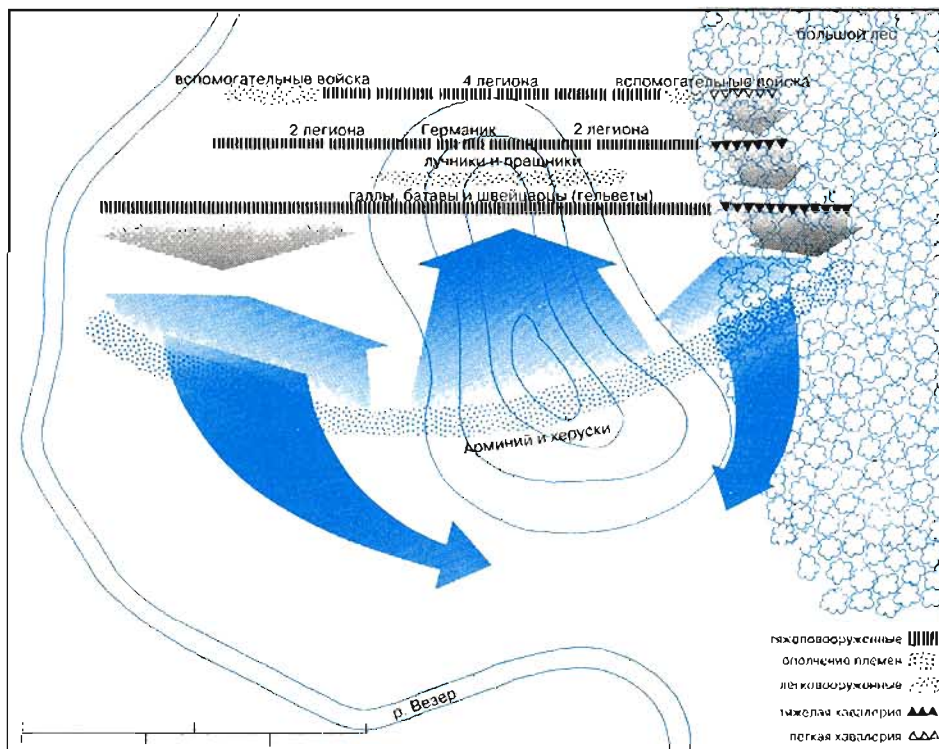 большой лес
вспомогательные войска 4 легиона вспомогательные войска
2 легиона Германик 2 легиона
лучники и пращники
галлы, батавы и швейцарцы (гельветы)
Арминий и херуски
р. Везер
тяжеловооруженные
ополчение племен
легковооруженные
тяжелая кавалерия
легкая кавалерия